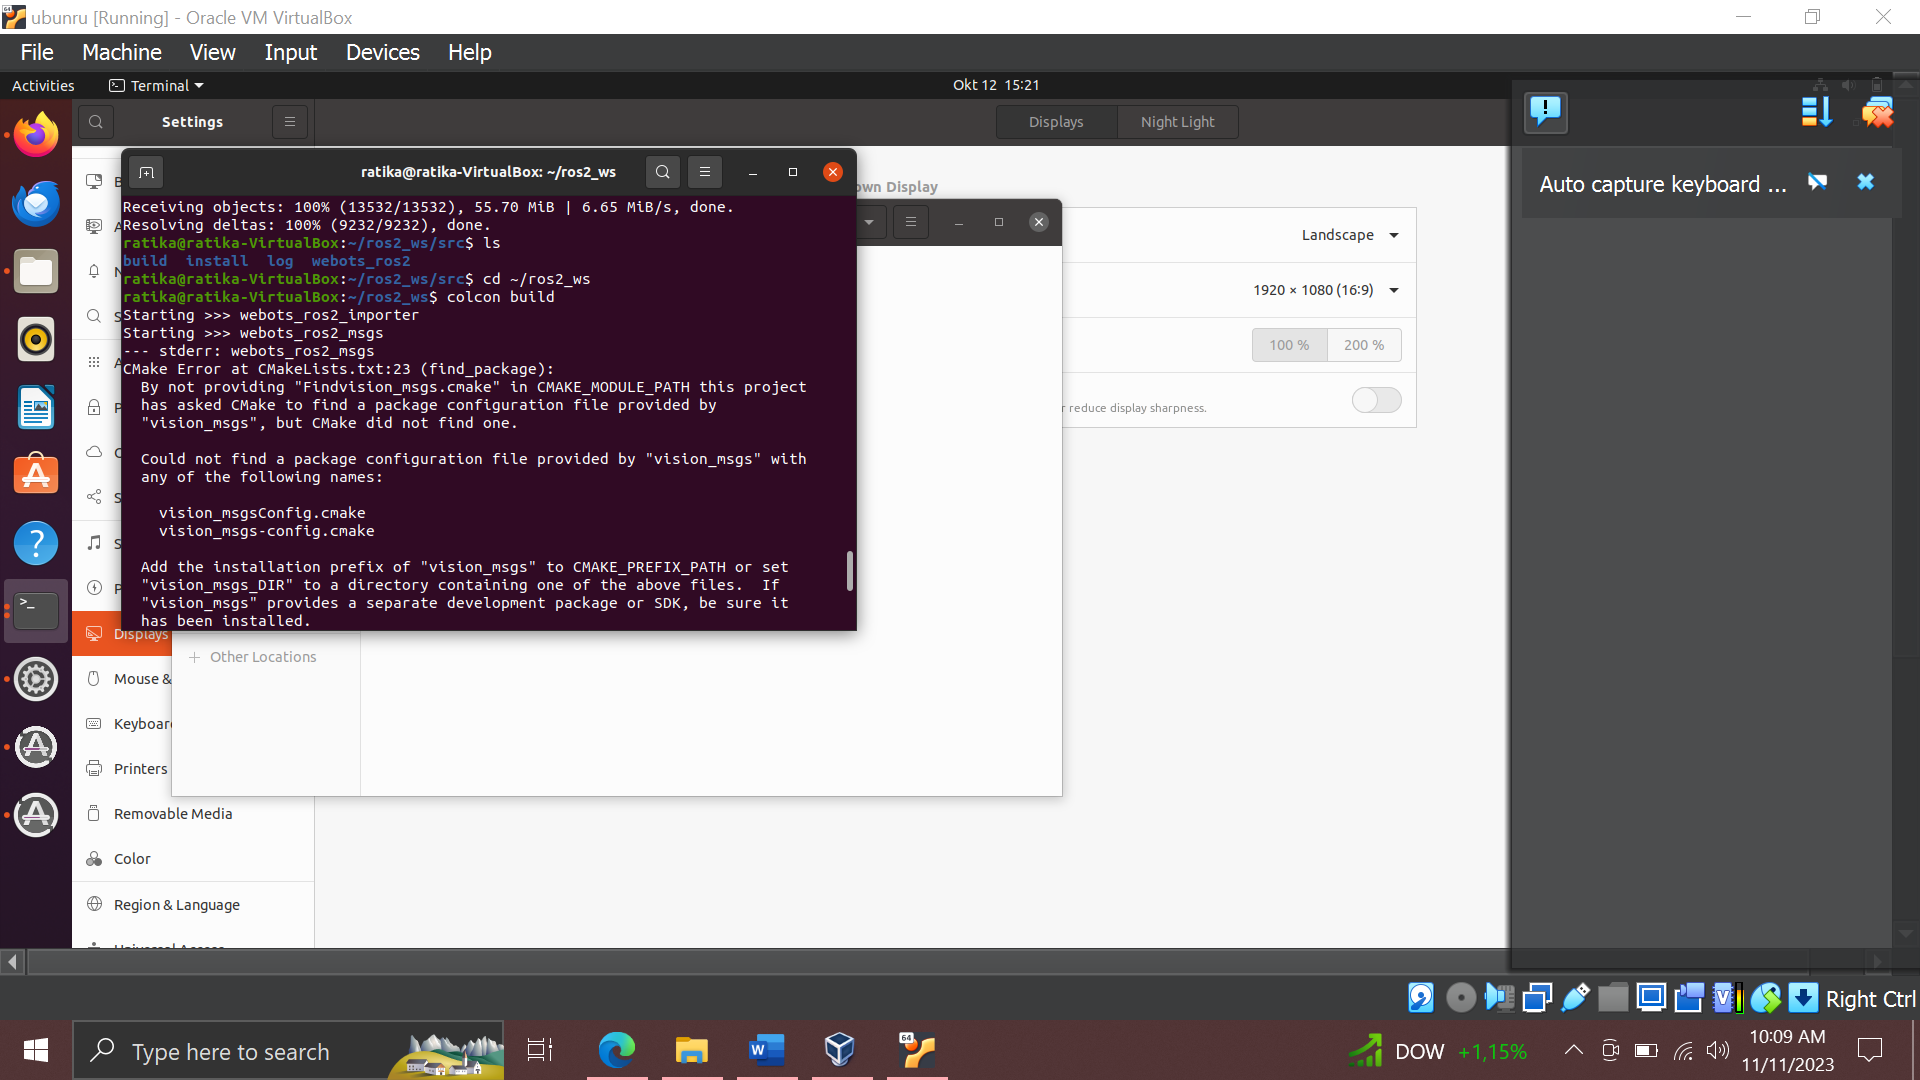 ubunru [Running] - Oracle VM VirtualBox
File Machine View Input Devices Help
Activities Terminal Okt 12 15:21
Settings Displays Night Light
ratika@ratika-VirtualBox: ~/ros2_ws
Receiving objects: 100% (13532/13532), 55.70 MiB | 6.65 MiB/s, done.
Resolving deltas: 100% (9232/9232), done.
ratika@ratika-VirtualBox:~/ros2_ws/src$ ls
build install log webots_ros2
ratika@ratika-VirtualBox:~/ros2_ws/src$ cd ~/ros2_ws
ratika@ratika-VirtualBox:~/ros2_ws$ colcon build
Starting >>> webots_ros2_importer
Starting >>> webots_ros2_msgs
--- stderr: webots_ros2_msgs
CMake Error at CMakeLists.txt:23 (find_package):
By not providing "Findvision_msgs.cmake" in CMAKE_MODULE_PATH this project
has asked CMake to find a package configuration file provided by
"vision_msgs", but CMake did not find one.
Could not find a package configuration file provided by "vision_msgs" with
any of the following names:
vision_msgsConfig.cmake
vision_msgs-config.cmake
Add the installation prefix of "vision_msgs" to CMAKE_PREFIX_PATH or set
"vision_msgs_DIR" to a directory containing one of the above files. If
"vision_msgs" provides a separate development package or SDK, be sure it
has been installed.
own Display
Landscape
1920 × 1080 (16:9)
100 % 200 %
reduce display sharpness.
Auto capture keyboard ...
Displays
Other Locations
Mouse &
Keyboar
Printers
Removable Media
Color
Region & Language
Right Ctrl
Type here to search
64
DOW +1,15%
10:09 AM
11/11/2023